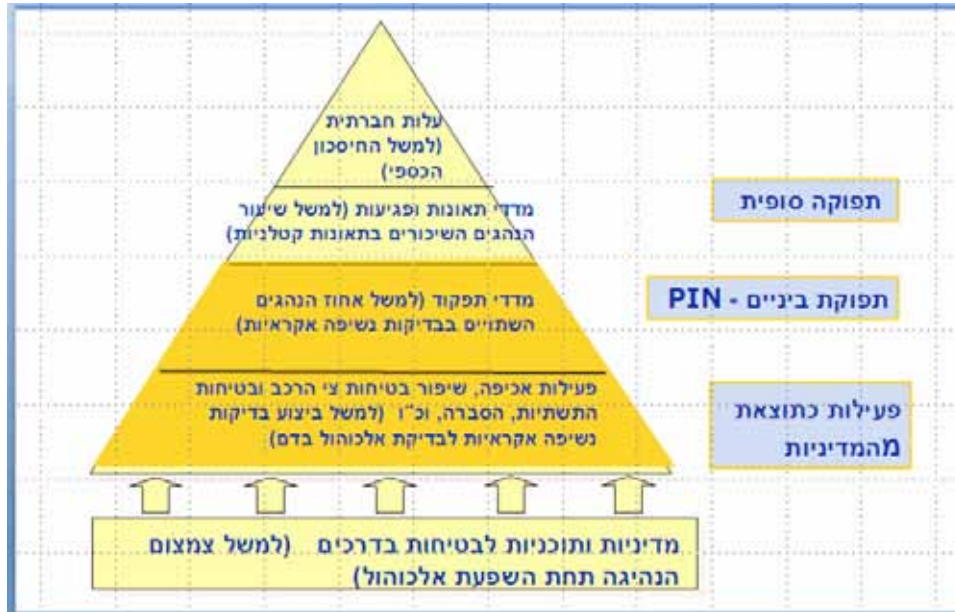 עלות חברתית
(למשל החיסכון
הכספי)
מדדי תאונות ופגיעות (למשל שיעור
הנהגים השיכורים בתאונות קטלניות)
תפוקה סופית
מדדי תפקוד (למשל אחוז הנהגים
השתויים בבדיקות נשיפה אקראיות)
תפוקת ביניים - PIN
פעילות אכיפה, שיפור בטיחות צי הרכב ובטיחות
התשתיות, הסברה, וכ"ו (למשל ביצוע בדיקות
נשיפה אקראיות לבדיקת אלכוהול בדם)
פעילות כתוצאת
מהמדיניות
מדיניות ותוכניות לבטיחות בדרכים (למשל צמצום
הנהיגה תחת השפעת אלכוהול)